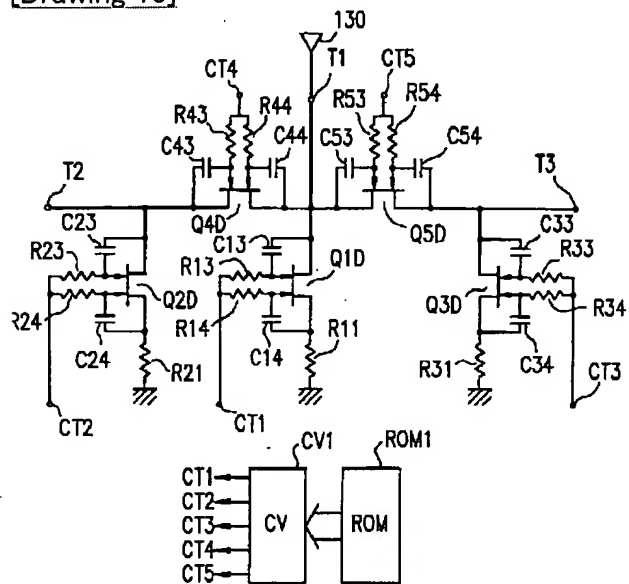 130
T1
CT4
CT5
R43
R44
R53
R54
C43
C44
C53
C54
T2
T3
Q4D
Q5D
C23
C13
C33
R23
R13
R33
Q2D
Q1D
Q3D
R24
R14
R34
C24
C14
C34
R21
R11
R31
CT2
CT1
CT3
CV1
ROM1
CT1
CT2
CT3
CT4
CT5
CV
ROM